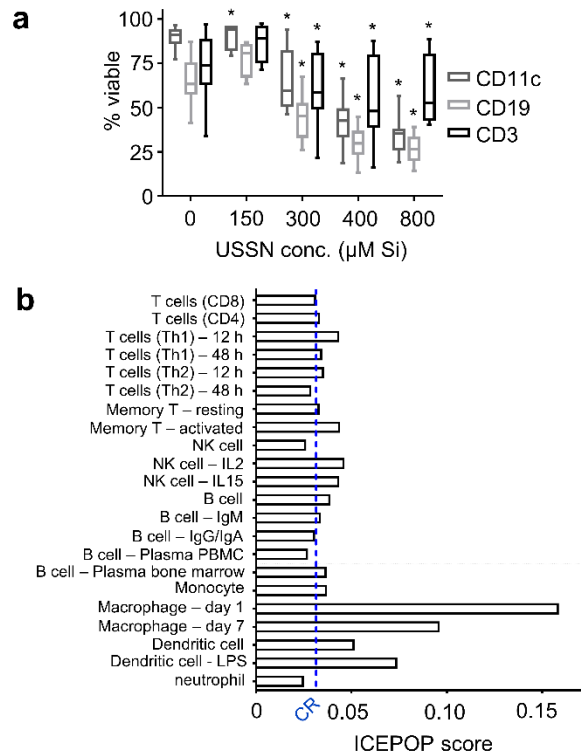 a
% viable
100
75
50
25
0
* * * * * * * * * *
CD11c
CD19
CD3
0 150 300 400 800
USSN conc. (µM Si)
b
T cells (CD8)
T cells (CD4)
T cells (Th1) – 12 h
T cells (Th1) – 48 h
T cells (Th2) – 12 h
T cells (Th2) – 48 h
Memory T – resting
Memory T – activated
NK cell
NK cell – IL2
NK cell – IL15
B cell
B cell – IgM
B cell – IgG/IgA
B cell – Plasma PBMC
B cell – Plasma bone marrow
Monocyte
Macrophage – day 1
Macrophage – day 7
Dendritic cell
Dendritic cell - LPS
neutrophil
0 CR 0.05 0.10 0.15
ICEPOP score